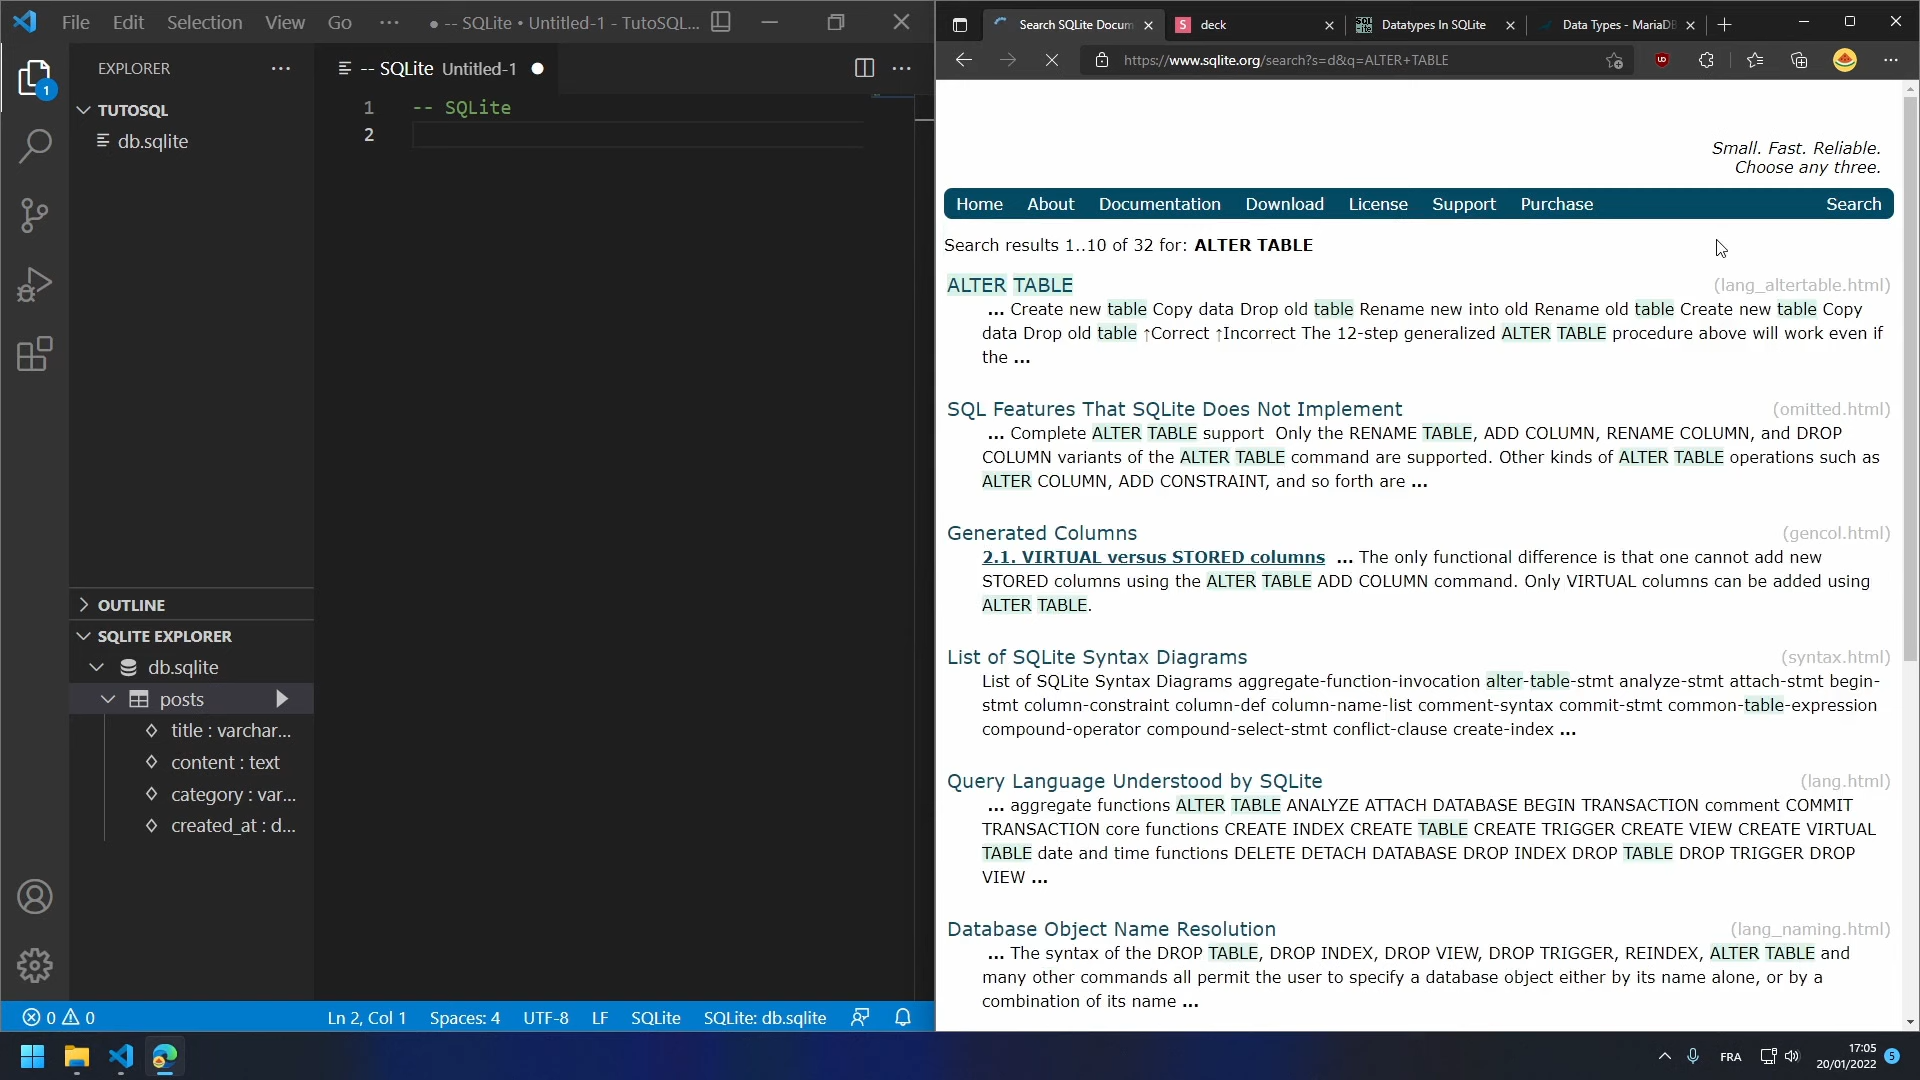 File Edit Selection View Go ··· ● -- SQLite • Untitled-1 - TutoSQL...
EXPLORER ···
TUTOSQL
db.sqlite
-- SQLite Untitled-1 ●
1 -- SQLite
2
OUTLINE
SQLITE EXPLORER
db.sqlite
posts
title : varchar...
content : text
category : var...
created_at : d...
1
0 0
Ln 2, Col 1 Spaces: 4 UTF-8 LF SQLite SQLite: db.sqlite
Search SQLite Docum
deck
Datatypes In SQLite
Data Types - MariaDB
https://www.sqlite.org/search?s=d&q=ALTER+TABLE
Small. Fast. Reliable.
Choose any three.
Home About Documentation Download License Support Purchase Search
Search results 1..10 of 32 for: ALTER TABLE
ALTER TABLE (lang_altertable.html)
... Create new table Copy data Drop old table Rename new into old Rename old table Create new table Copy
data Drop old table ↑Correct ↑Incorrect The 12-step generalized ALTER TABLE procedure above will work even if
the ...
SQL Features That SQLite Does Not Implement (omitted.html)
... Complete ALTER TABLE support Only the RENAME TABLE, ADD COLUMN, RENAME COLUMN, and DROP
COLUMN variants of the ALTER TABLE command are supported. Other kinds of ALTER TABLE operations such as
ALTER COLUMN, ADD CONSTRAINT, and so forth are ...
Generated Columns (gencol.html)
2.1. VIRTUAL versus STORED columns ... The only functional difference is that one cannot add new
STORED columns using the ALTER TABLE ADD COLUMN command. Only VIRTUAL columns can be added using
ALTER TABLE.
List of SQLite Syntax Diagrams (syntax.html)
List of SQLite Syntax Diagrams aggregate-function-invocation alter-table-stmt analyze-stmt attach-stmt begin-
stmt column-constraint column-def column-name-list comment-syntax commit-stmt common-table-expression
compound-operator compound-select-stmt conflict-clause create-index ...
Query Language Understood by SQLite (lang.html)
... aggregate functions ALTER TABLE ANALYZE ATTACH DATABASE BEGIN TRANSACTION comment COMMIT
TRANSACTION core functions CREATE INDEX CREATE TABLE CREATE TRIGGER CREATE VIEW CREATE VIRTUAL
TABLE date and time functions DELETE DETACH DATABASE DROP INDEX DROP TABLE DROP TRIGGER DROP
VIEW ...
Database Object Name Resolution (lang_naming.html)
... The syntax of the DROP TABLE, DROP INDEX, DROP VIEW, DROP TRIGGER, REINDEX, ALTER TABLE and
many other commands all permit the user to specify a database object either by its name alone, or by a
combination of its name ...
FRA
17:05
20/01/2022
5